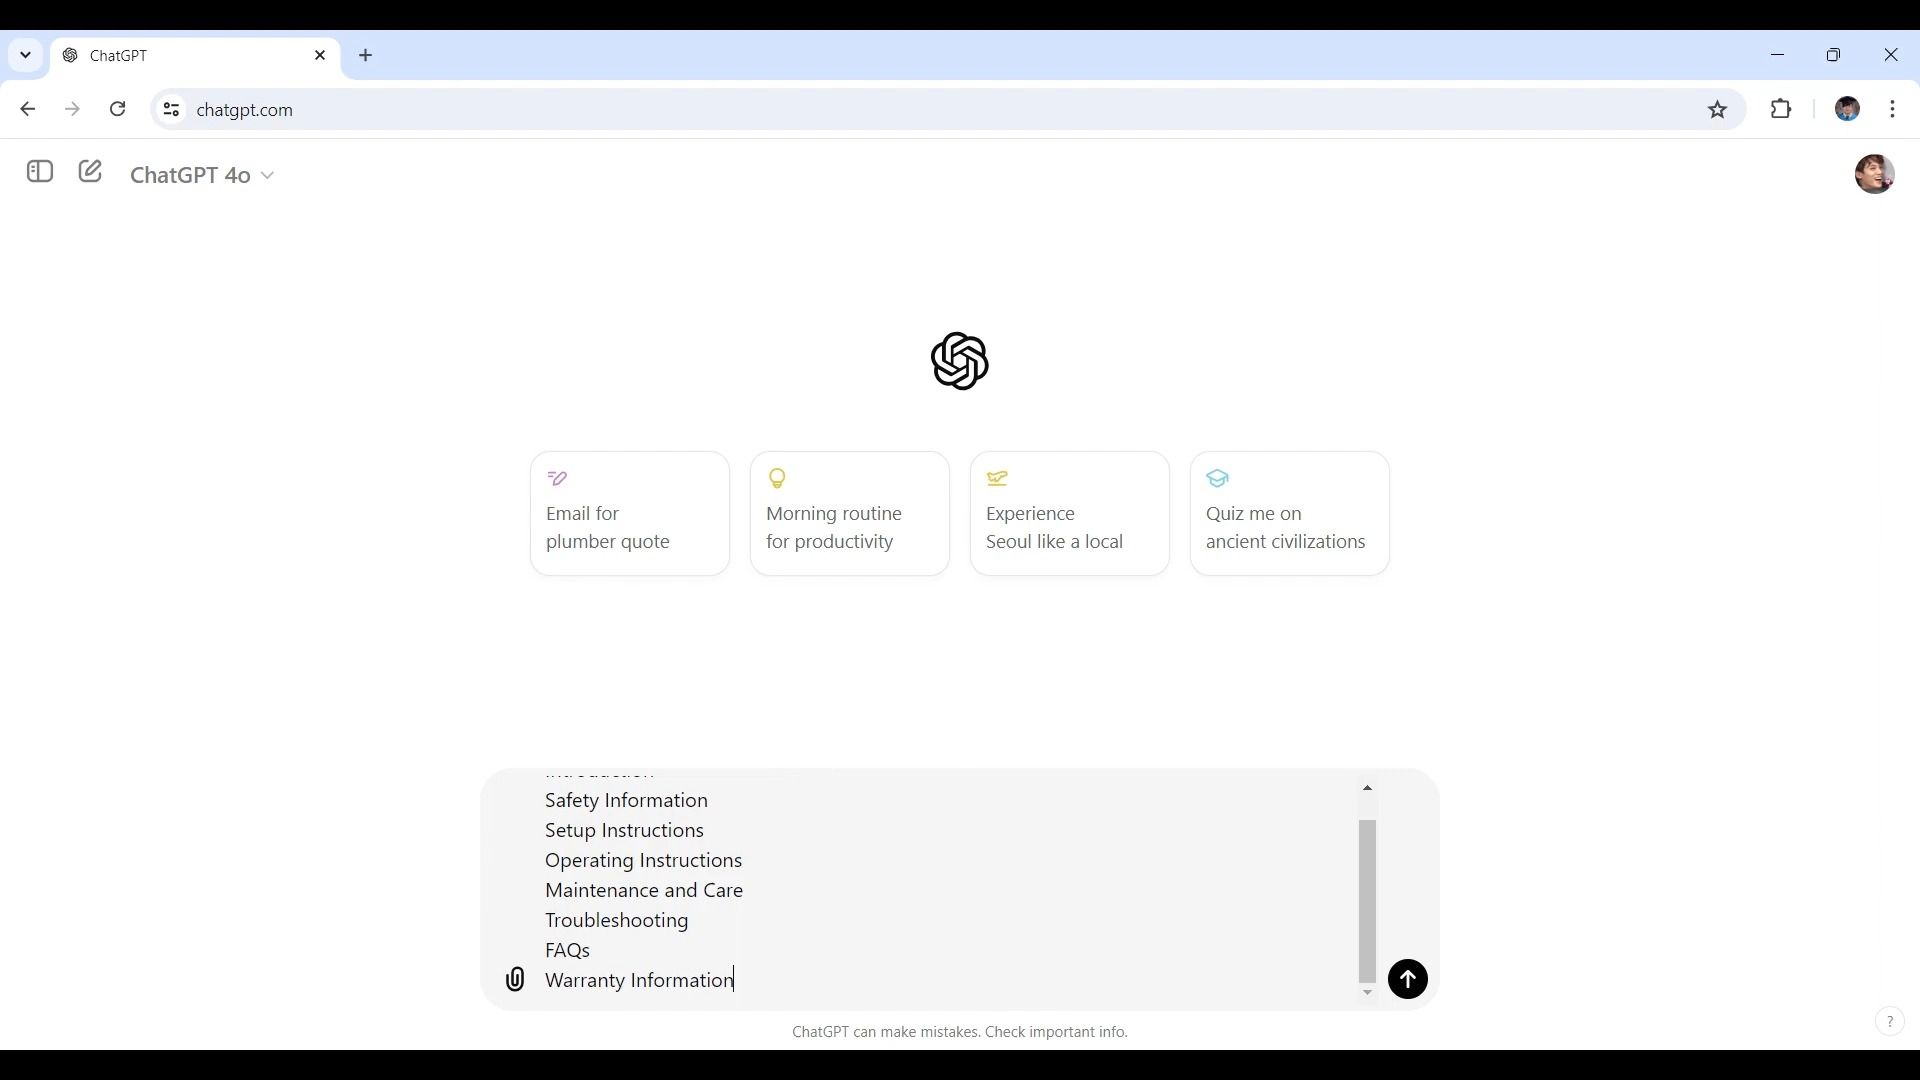 ChatGPT
chatgpt.com
ChatGPT 4o
Email for
plumber quote
Morning routine
for productivity
Experience
Seoul like a local
Quiz me on
ancient civilizations
Safety Information
Setup Instructions
Operating Instructions
Maintenance and Care
Troubleshooting
FAQs
Warranty Information
ChatGPT can make mistakes. Check important info.
?